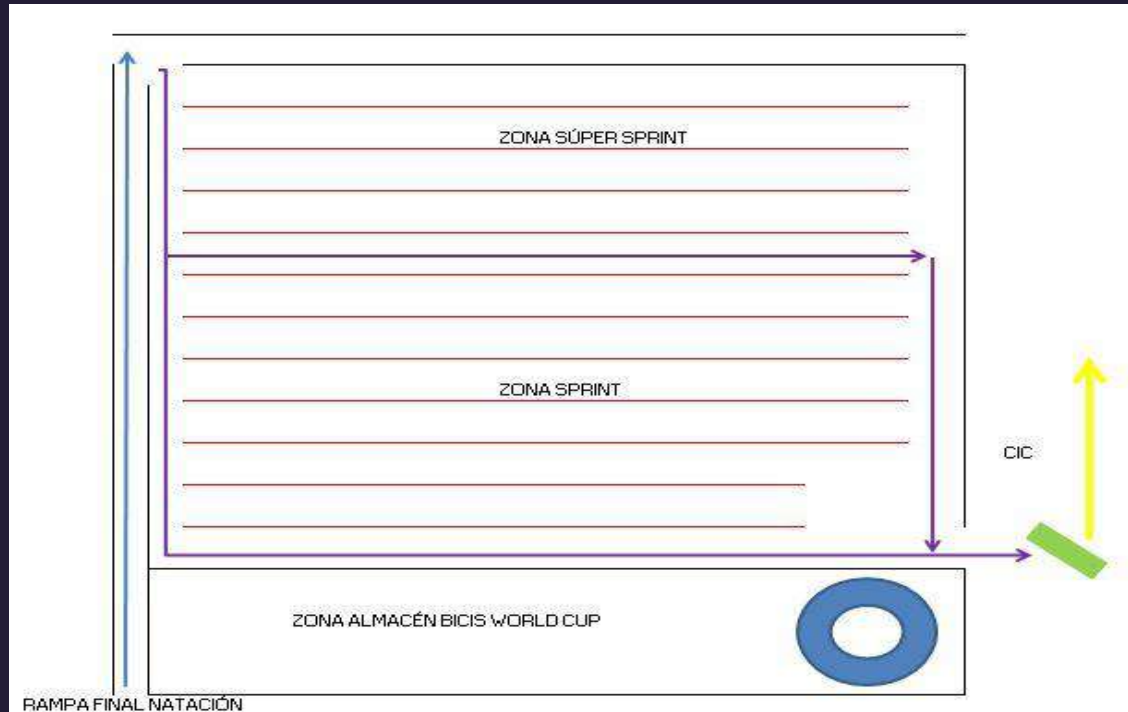 ZONA SÚPER SPRINT
ZONA SPRINT
CIC
ZONA ALMACÉN BICIS WORLD CUP
RAMPA FINAL NATACIÓN